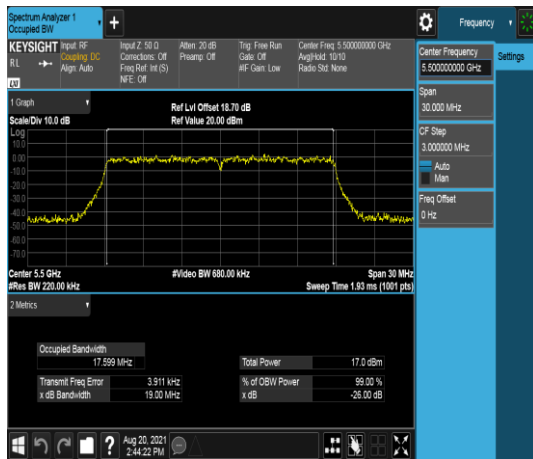 Spectrum Analyzer 1
Occupied BW
+
Frequency
KEYSIGHT
RL
LXI
Input: RF
Coupling: DC
Align: Auto
Input Z: 50 Ω
Corrections: Off
Freq Ref: Int (S)
NFE: Off
Atten: 20 dB
Preamp: Off
Trig: Free Run
Gate: Off
#IF Gain: Low
Center Freq: 5.500000000 GHz
Avg|Hold: 10/10
Radio Std: None
Center Frequency
5.500000000 GHz
Settings
Span
30.000 MHz
CF Step
3.000000 MHz
Auto
Man
Freq Offset
0 Hz
1 Graph
Scale/Div 10.0 dB
Ref Lvl Offset 18.70 dB
Ref Value 20.00 dBm
Log
10.0
0.00
-10.0
-20.0
-30.0
-40.0
-50.0
-60.0
-70.0
Center 5.5 GHz
#Res BW 220.00 kHz
#Video BW 680.00 kHz
Span 30 MHz
Sweep Time 1.93 ms (1001 pts)
2 Metrics
Occupied Bandwidth
17.599 MHz
Total Power 17.0 dBm
Transmit Freq Error 3.911 kHz
% of OBW Power 99.00 %
x dB Bandwidth 19.00 MHz
x dB -26.00 dB
?
Aug 20, 2021
2:44:22 PM